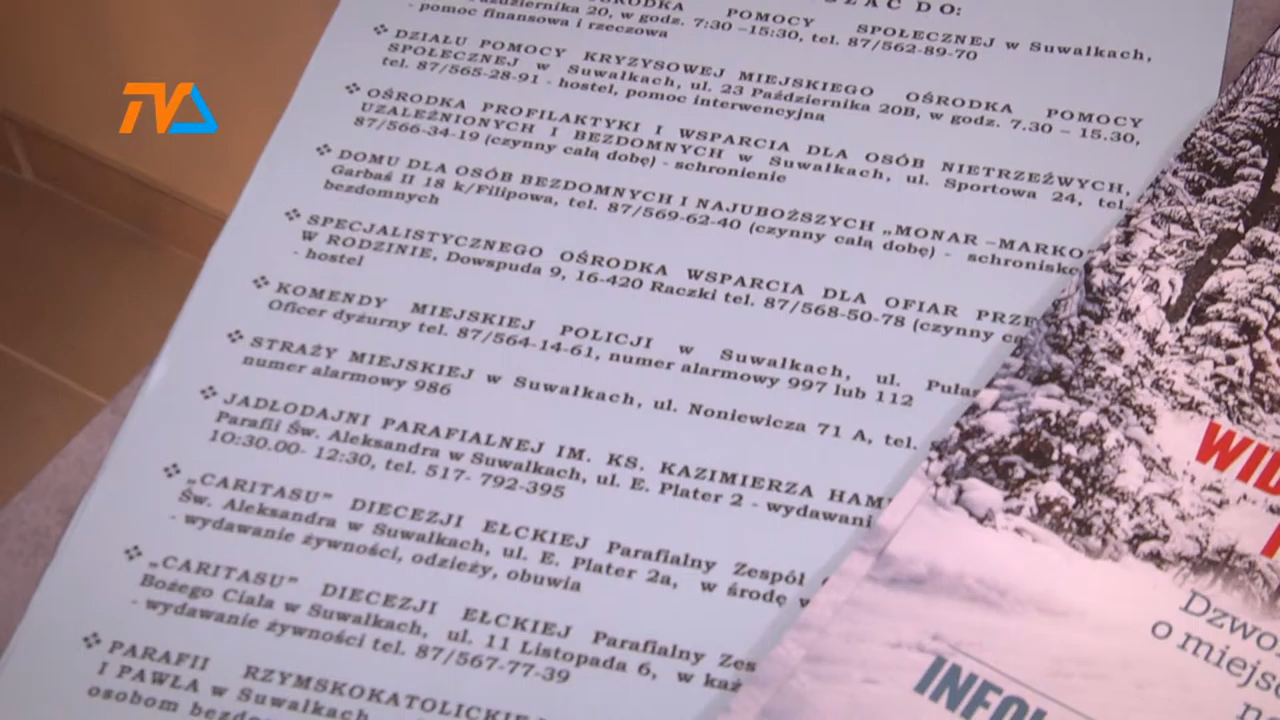 TVA
DO:
POMOCY SPOŁECZNEJ w Suwałkach,
20, w godz. 7:30 –15:30, tel. 87/562-89-70
- pomoc finansowa i rzeczowa
DZIAŁU POMOCY KRYZYSOWEJ MIEJSKIEGO OŚRODKA POMOCY
SPOŁECZNEJ w Suwałkach, ul. 23 Października 20B, w godz. 7.30 – 15.30,
tel. 87/565-28-91 - hostel, pomoc interwencyjna
OŚRODKA PROFILAKTYKI I WSPARCIA DLA OSÓB NIETRZEŹWYCH,
UZALEŻNIONYCH I BEZDOMNYCH w Suwałkach, ul. Sportowa 24, tel.
87/566-34-19 (czynny całą dobę) - schronienie
DOMU DLA OSÓB BEZDOMNYCH I NAJUBOŻSZYCH „MONAR –MARKO
Garbaś II 18 k/Filipowa, tel. 87/569-62-40 (czynny całą dobę) - schronisko
bezdomnych
SPECJALISTYCZNEGO OŚRODKA WSPARCIA DLA OFIAR PRZE
W RODZINIE, Dowspuda 9, 16-420 Raczki tel. 87/568-50-78 (czynny ca
- hostel
KOMENDY MIEJSKIEJ POLICJI w Suwałkach, ul. Puła
Oficer dyżurny tel. 87/564-14-61, numer alarmowy 997 lub 112
STRAŻY MIEJSKIEJ w Suwałkach, ul. Noniewicza 71 A, tel.
numer alarmowy 986
JADŁODAJNI PARAFIALNEJ IM. KS. KAZIMIERZA HAM
Parafii Św. Aleksandra w Suwałkach, ul. E. Plater 2 - wydawani
10:30.00- 12:30, tel. 517- 792-395
„CARITASU” DIECEZJI EŁCKIEJ Parafialny Zespół
Św. Aleksandra w Suwałkach, ul. E. Plater 2a, w środę
- wydawanie żywności, odzieży, obuwia
„CARITASU” DIECEZJI EŁCKIEJ Parafialny Zes
Bożego Ciała w Suwałkach, ul. 11 Listopada 6, w każ
- wydawanie żywności tel. 87/567-77-39
PARAFII RZYMSKOKATOLICKIE
I PAWŁA w Suwałkach
osobom bezdo
WID
Dzwo
o miejs
n
INFO